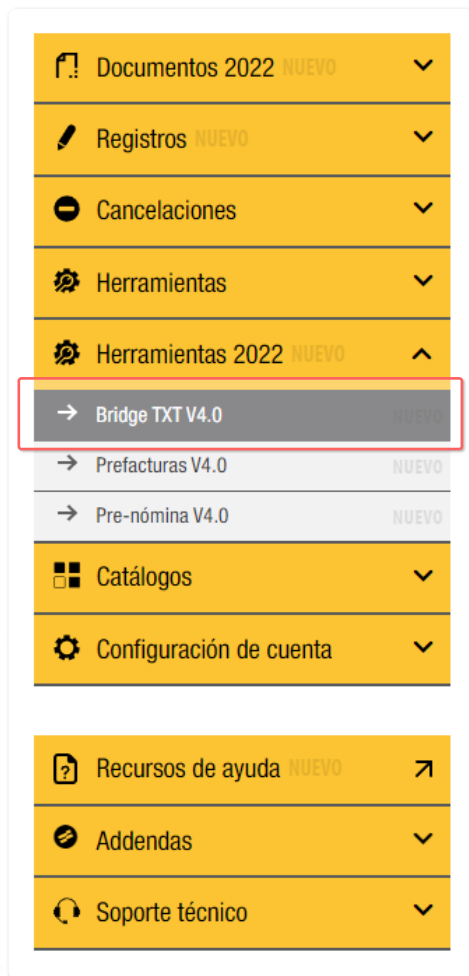 Documentos 2022 NUEVO
Registros NUEVO
Cancelaciones
Herramientas
Herramientas 2022 NUEVO
Bridge TXT V4.0 NUEVO
Prefacturas V4.0 NUEVO
Pre-nómina V4.0 NUEVO
Catálogos
Configuración de cuenta
Recursos de ayuda NUEVO
Addendas
Soporte técnico